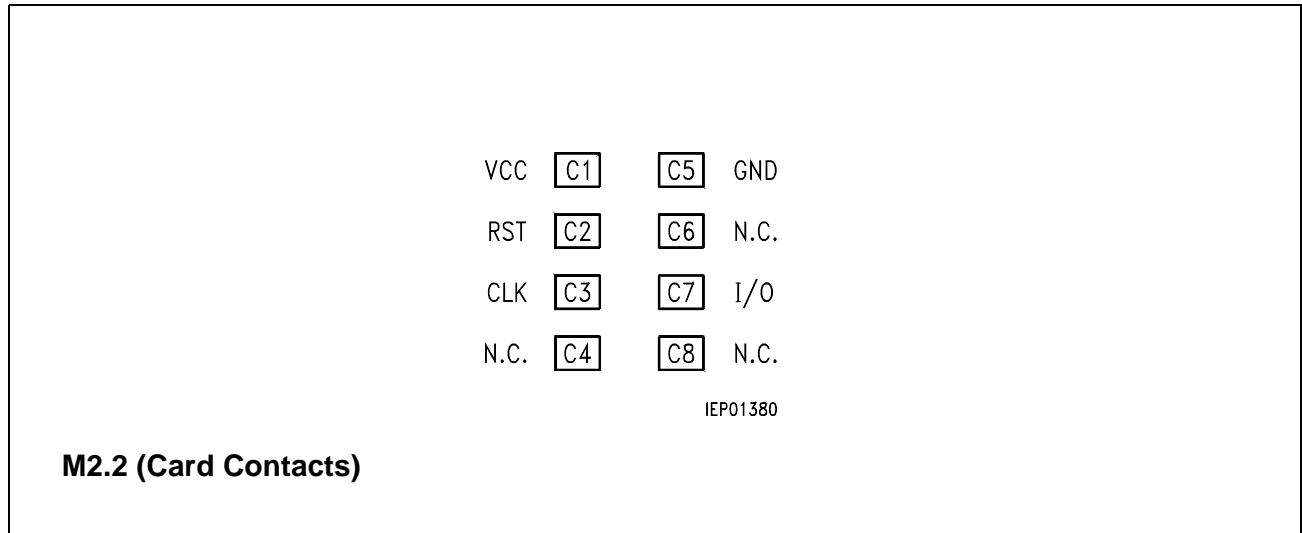 VCC C1 C5 GND
RST C2 C6 N.C.
CLK C3 C7 I/O
N.C. C4 C8 N.C.
IEP01380
M2.2 (Card Contacts)